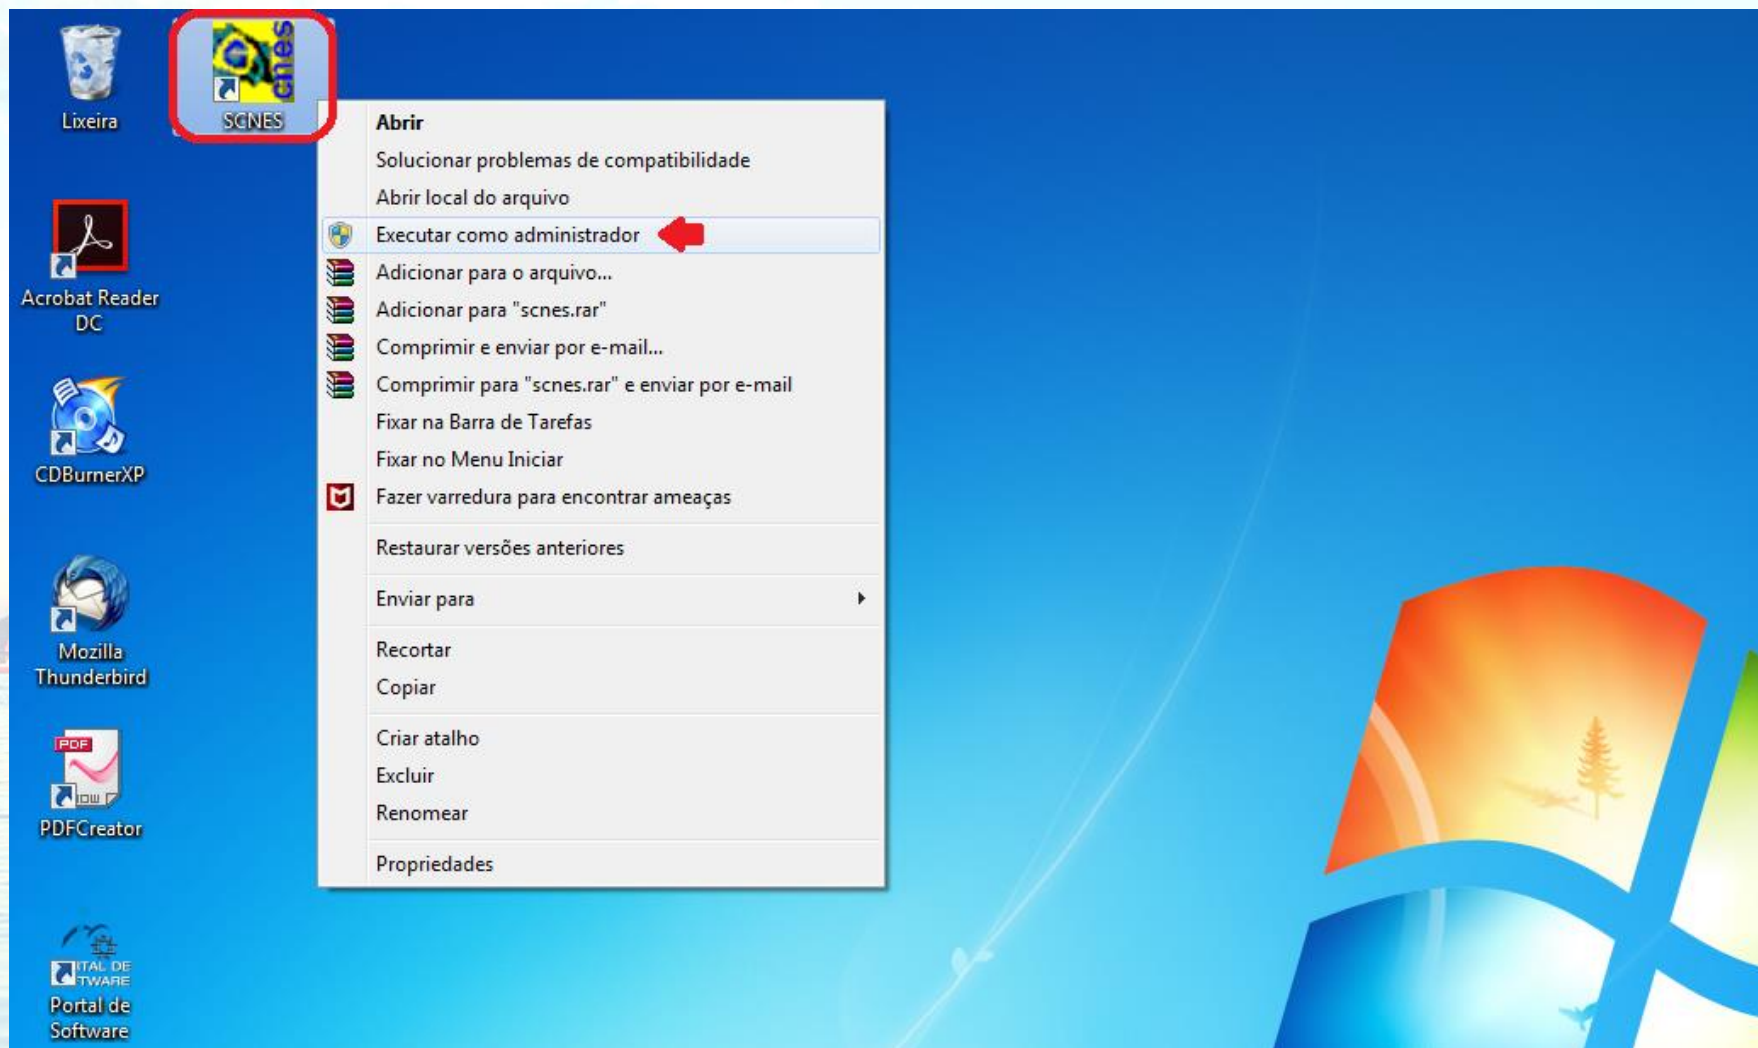 cnes
Lixeira
SCNES
Acrobat Reader
DC
CDBurnerXP
Mozilla
Thunderbird
PDF
PDFCreator
ITAL DE
TWARE
Portal de
Software
Abrir
Solucionar problemas de compatibilidade
Abrir local do arquivo
Executar como administrador
Adicionar para o arquivo...
Adicionar para "scnes.rar"
Comprimir e enviar por e-mail...
Comprimir para "scnes.rar" e enviar por e-mail
Fixar na Barra de Tarefas
Fixar no Menu Iniciar
Fazer varredura para encontrar ameaças
Restaurar versões anteriores
Enviar para
Recortar
Copiar
Criar atalho
Excluir
Renomear
Propriedades